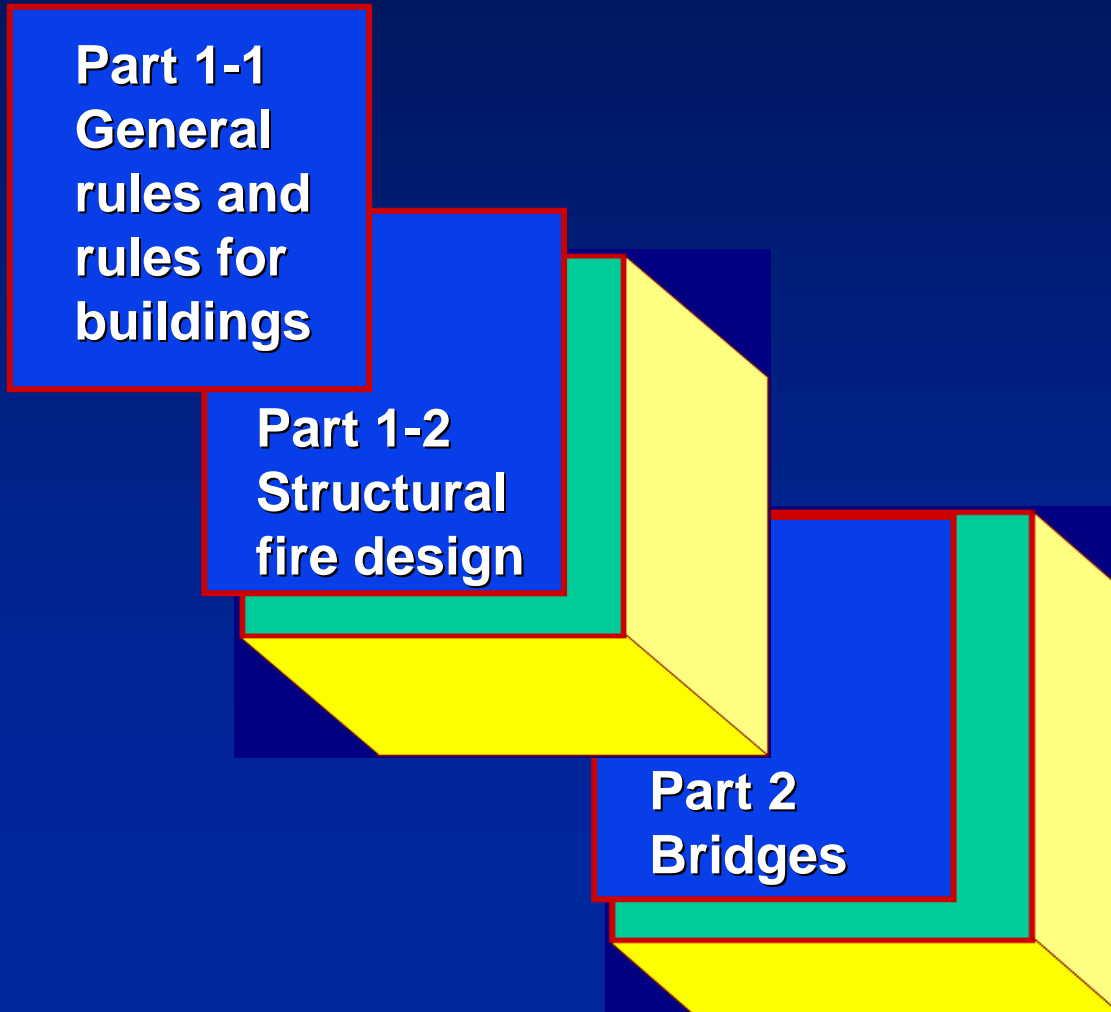 Part 1-1
General
rules and
rules for
buildings
Part 1-2
Structural
fire design
Part 2
Bridges